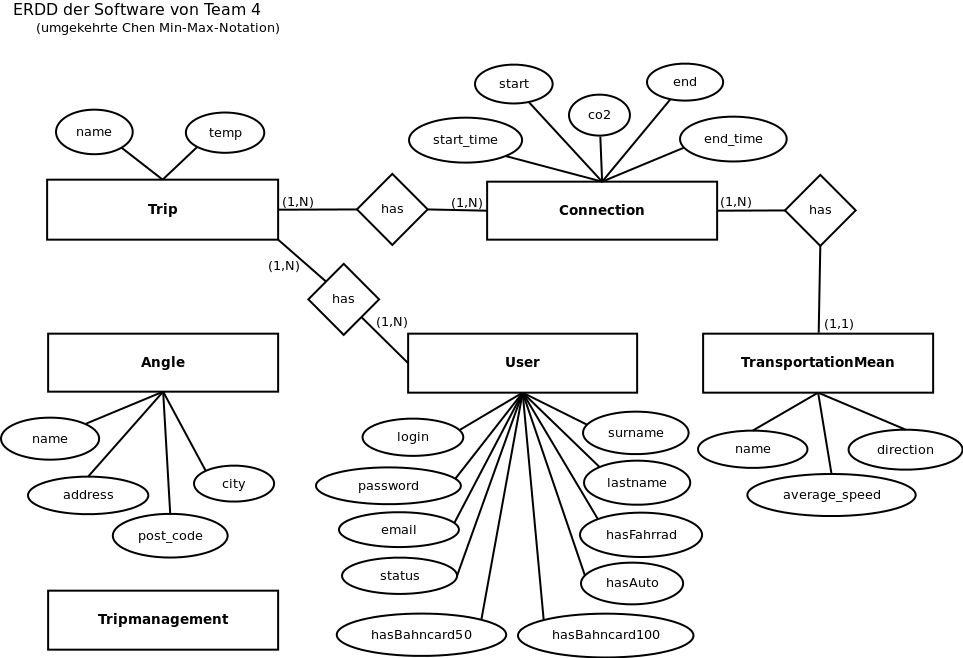 ERDD der Software von Team 4
(umgekehrte Chen Min-Max-Notation)
start
end
co2
name
temp
start_time
end_time
Trip
(1,N)
has
(1,N)
Connection
(1,N)
has
(1,N)
has
(1,N)
(1,1)
Angle
User
TransportationMean
name
login
surname
name
direction
address
city
password
lastname
average_speed
post_code
email
hasFahrrad
status
hasAuto
Tripmanagement
hasBahncard50
hasBahncard100